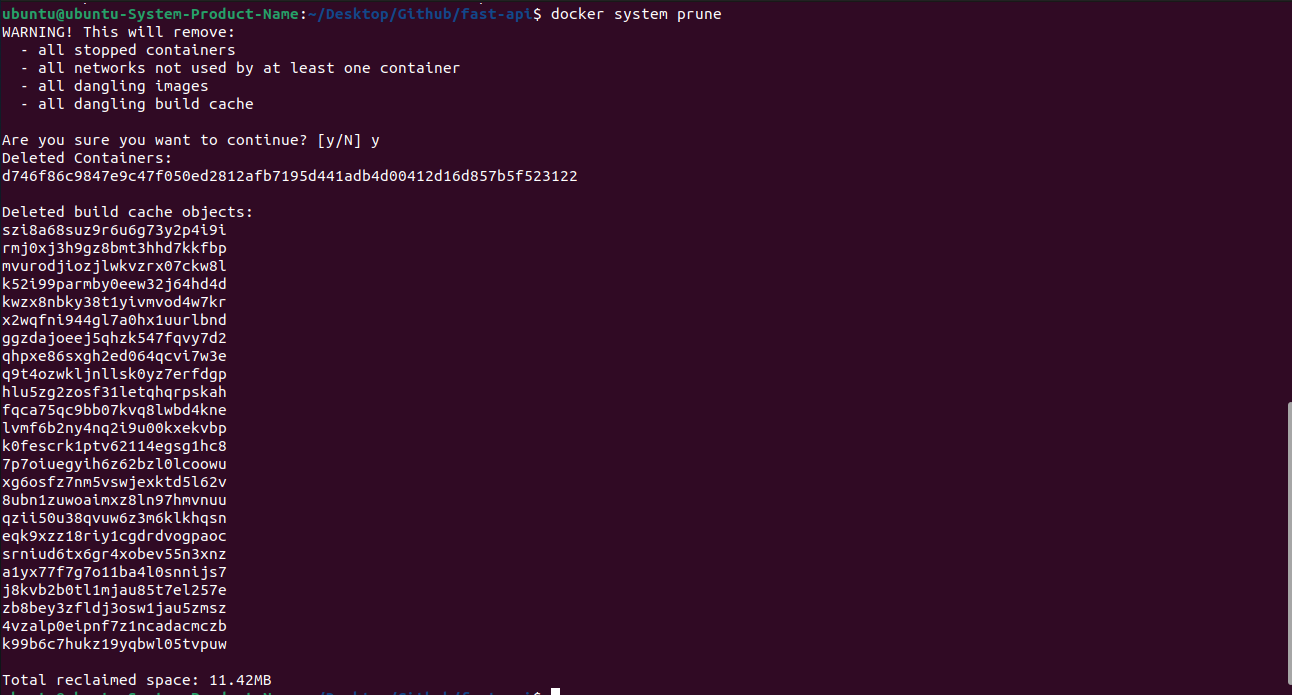 ubuntu@ubuntu-System-Product-Name:~/Desktop/Github/fast-api$ docker system prune
WARNING! This will remove:
  - all stopped containers
  - all networks not used by at least one container
  - all dangling images
  - all dangling build cache

Are you sure you want to continue? [y/N] y
Deleted Containers:
d746f86c9847e9c47f050ed2812afb7195d441adb4d00412d16d857b5f523122

Deleted build cache objects:
szi8a68suz9r6u6g73y2p4i9i
rmj0xj3h9gz8bmt3hhd7kkfbp
mvurodjiozjlwkvzrx07ckw8l
k52i99parmby0eew32j64hd4d
kwzx8nbky38t1yivmvod4w7kr
x2wqfni944gl7a0hx1uurlbnd
ggzdajoeej5qhzk547fqvy7d2
qhpxe86sxgh2ed064qcvi7w3e
q9t4ozwkljnllsk0yz7erfdgp
hlu5zg2zosf31letqhqrpskah
fqca75qc9bb07kvq8lwbd4kne
lvmf6b2ny4nq2i9u00kxekvbp
k0fescrk1ptv62114egsg1hc8
7p7oiuegyih6z62bzl0lcoowu
xg6osfz7nm5vswjexktd5l62v
8ubn1zuwoaimxz8ln97hmvnuu
qzii50u38qvuw6z3m6klkhqsn
eqk9xzz18riy1cgdrdvogpaoc
srniud6tx6gr4xobev55n3xnz
a1yx77f7g7o11ba4l0snnijs7
j8kvb2b0tl1mjau85t7el257e
zb8bey3zfldj3osw1jau5zmsz
4vzalp0eipnf7z1ncadacmczb
k99b6c7hukz19yqbwl05tvpuw

Total reclaimed space: 11.42MB